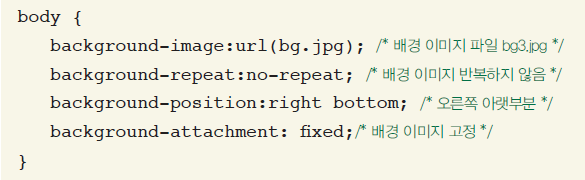 body {
background-image:url(bg.jpg); /* 배경 이미지 파일 bg3.jpg */
background-repeat:no-repeat; /* 배경 이미지 반복하지 않음 */
background-position:right bottom; /* 오른쪽 아랫부분 */
background-attachment: fixed;/* 배경 이미지 고정 */
}